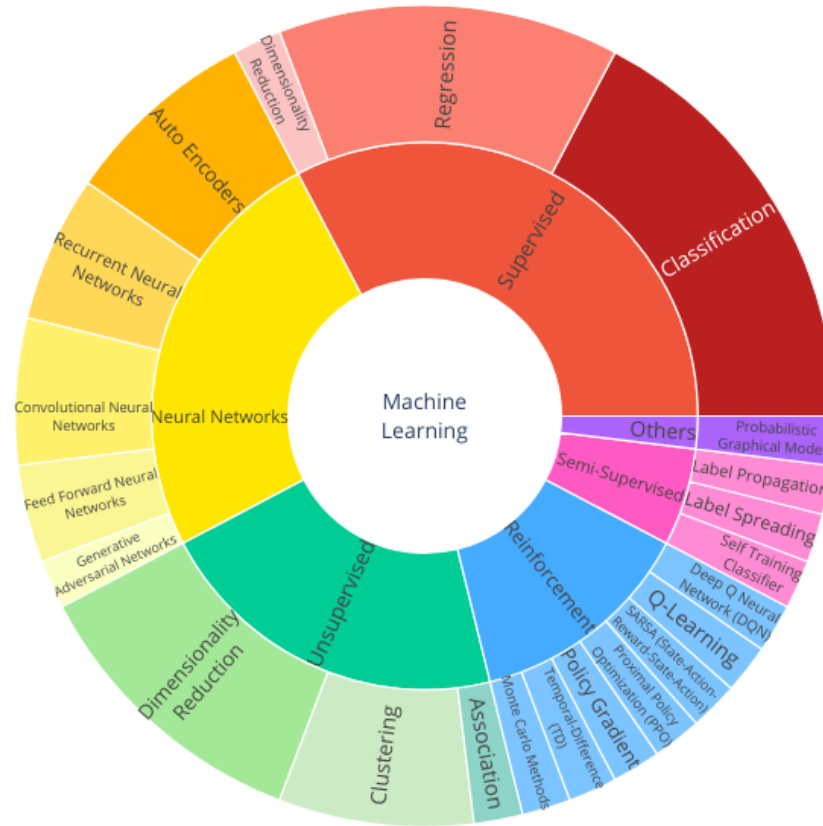 Machine
Learning
Supervised
Classification
Regression
Dimensionality
Reduction
Neural Networks
Auto Encoders
Recurrent Neural
Networks
Convolutional Neural
Networks
Feed Forward Neural
Networks
Generative
Adversarial Networks
Unsupervised
Dimensionality
Reduction
Clustering
Association
Reinforcement
Monte Carlo Methods
Temporal-Difference
(TD)
Policy Gradient
Proximal Policy
Optimization (PPO)
SARSA (State-Action-
Reward-State-Action)
Q-Learning
Deep Q Neural
Network (DQN)
Semi-Supervised
Self Training
Classifier
Label Spreading
Label Propagation
Others
Probabilistic
Graphical Mode